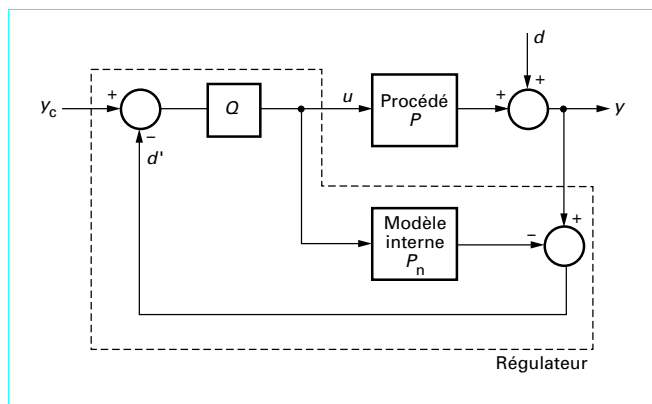 d
+
+
+
y
y_c
+
−
Q
u
Procédé
P
d'
Modèle
interne
P_n
−
+
Régulateur